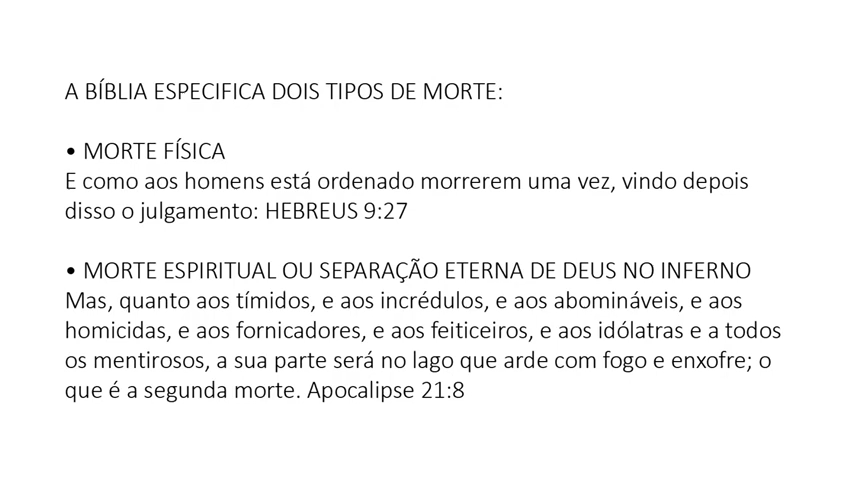 A BÍBLIA ESPECIFICA DOIS TIPOS DE MORTE:
• MORTE FÍSICA
E como aos homens está ordenado morrerem uma vez, vindo depois
disso o julgamento: HEBREUS 9:27
• MORTE ESPIRITUAL OU SEPARAÇÃO ETERNA DE DEUS NO INFERNO
Mas, quanto aos tímidos, e aos incrédulos, e aos abomináveis, e aos
homicidas, e aos fornicadores, e aos feiticeiros, e aos idólatras e a todos
os mentirosos, a sua parte será no lago que arde com fogo e enxofre; o
que é a segunda morte. Apocalipse 21:8